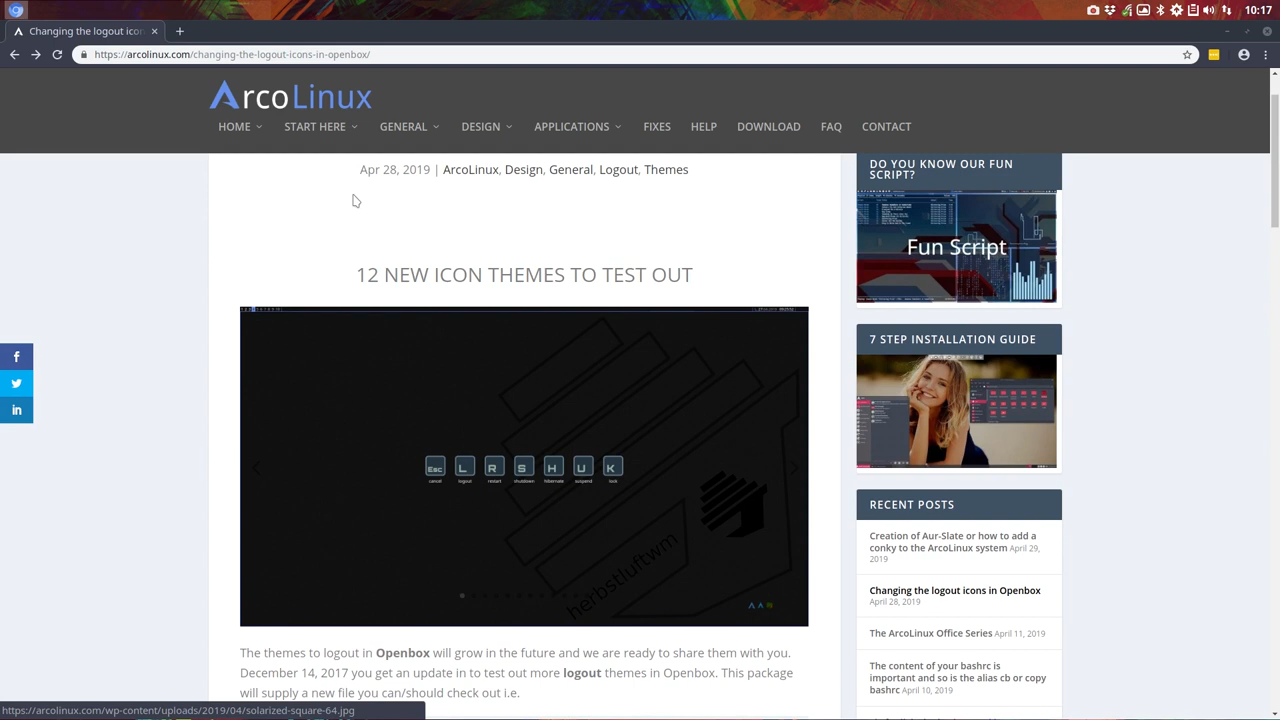 10:17
Changing the logout icon
https://arcolinux.com/changing-the-logout-icons-in-openbox/
ArcoLinux
HOME START HERE GENERAL DESIGN APPLICATIONS FIXES HELP DOWNLOAD FAQ CONTACT
Apr 28, 2019 | ArcoLinux, Design, General, Logout, Themes
12 NEW ICON THEMES TO TEST OUT
Esc L R S H U K
cancel logout restart shutdown hibernate suspend lock
herbstluftwm
The themes to logout in Openbox will grow in the future and we are ready to share them with you.
December 14, 2017 you get an update in to test out more logout themes in Openbox. This package
will supply a new file you can/should check out i.e.
DO YOU KNOW OUR FUN
SCRIPT?
Fun Script
7 STEP INSTALLATION GUIDE
RECENT POSTS
Creation of Aur-Slate or how to add a
conky to the ArcoLinux system April 29,
2019
Changing the logout icons in Openbox
April 28, 2019
The ArcoLinux Office Series April 11, 2019
The content of your bashrc is
important and so is the alias cb or copy
bashrc April 10, 2019
https://arcolinux.com/wp-content/uploads/2019/04/solarized-square-64.jpg